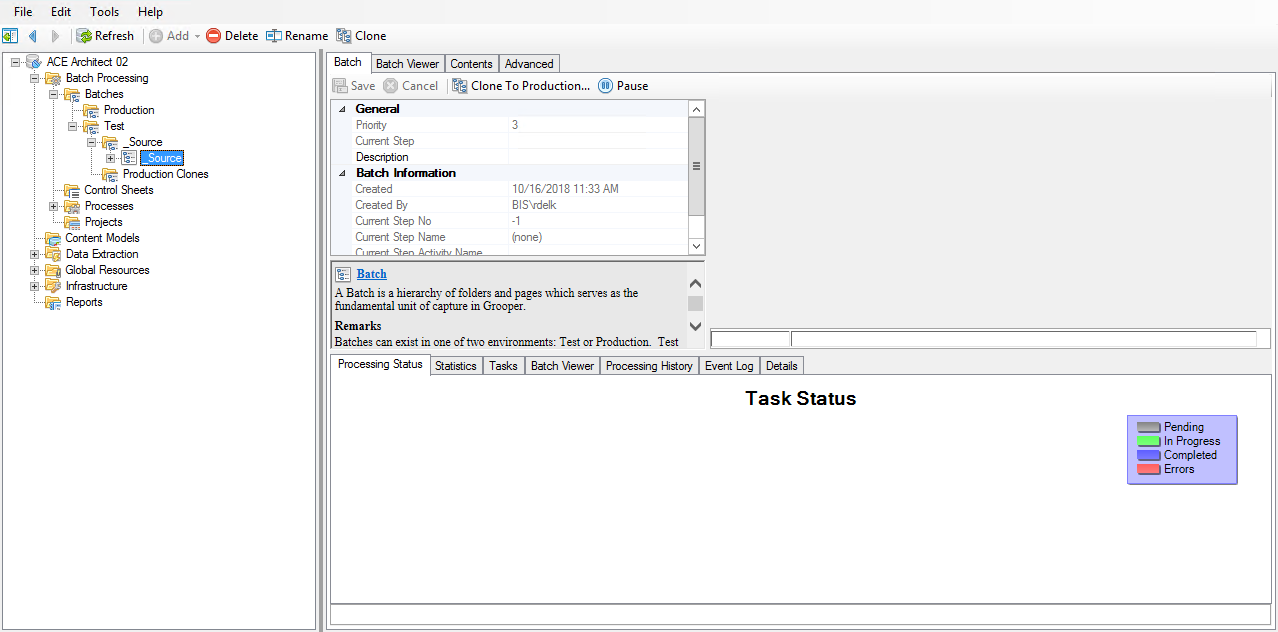 File Edit Tools Help
Refresh Add Delete Rename Clone
ACE Architect 02
Batch Processing
Batches
Production
Test
_Source
_Source
Production Clones
Control Sheets
Processes
Projects
Content Models
Data Extraction
Global Resources
Infrastructure
Reports
Batch Batch Viewer Contents Advanced
Save Cancel Clone To Production... Pause
General
Priority 3
Current Step
Description
Batch Information
Created 10/16/2018 11:33 AM
Created By BIS\rdelk
Current Step No -1
Current Step Name (none)
Current Step Activity Name
Batch
A Batch is a hierarchy of folders and pages which serves as the
fundamental unit of capture in Grooper.
Remarks
Batches can exist in one of two environments: Test or Production. Test
Processing Status Statistics Tasks Batch Viewer Processing History Event Log Details
Task Status
Pending
In Progress
Completed
Errors